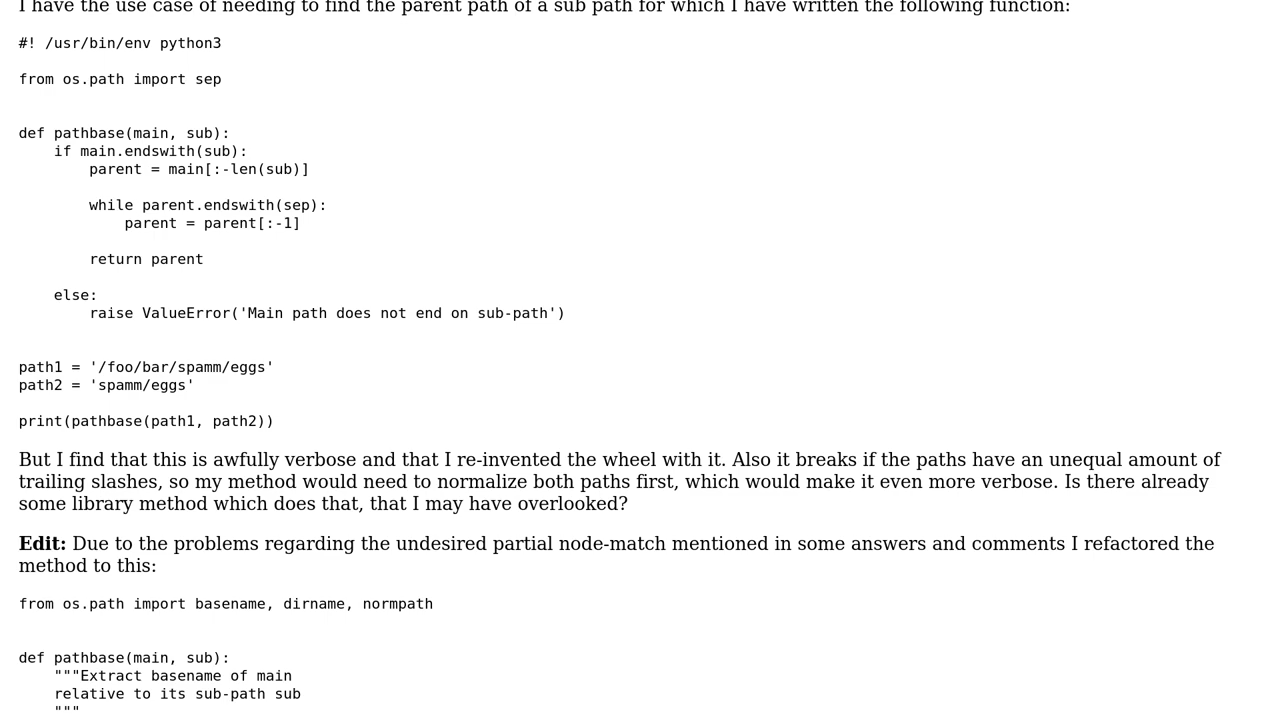 I have the use case of needing to find the parent path of a sub path for which I have written the following function:
#! /usr/bin/env python3
from os.path import sep
def pathbase(main, sub):
    if main.endswith(sub):
        parent = main[:-len(sub)]
        while parent.endswith(sep):
            parent = parent[:-1]
        return parent
    else:
        raise ValueError('Main path does not end on sub-path')
path1 = '/foo/bar/spamm/eggs'
path2 = 'spamm/eggs'
print(pathbase(path1, path2))
But I find that this is awfully verbose and that I re-invented the wheel with it. Also it breaks if the paths have an unequal amount of
trailing slashes, so my method would need to normalize both paths first, which would make it even more verbose. Is there already
some library method which does that, that I may have overlooked?
Edit: Due to the problems regarding the undesired partial node-match mentioned in some answers and comments I refactored the
method to this:
from os.path import basename, dirname, normpath
def pathbase(main, sub):
    """Extract basename of main
    relative to its sub-path sub
    """